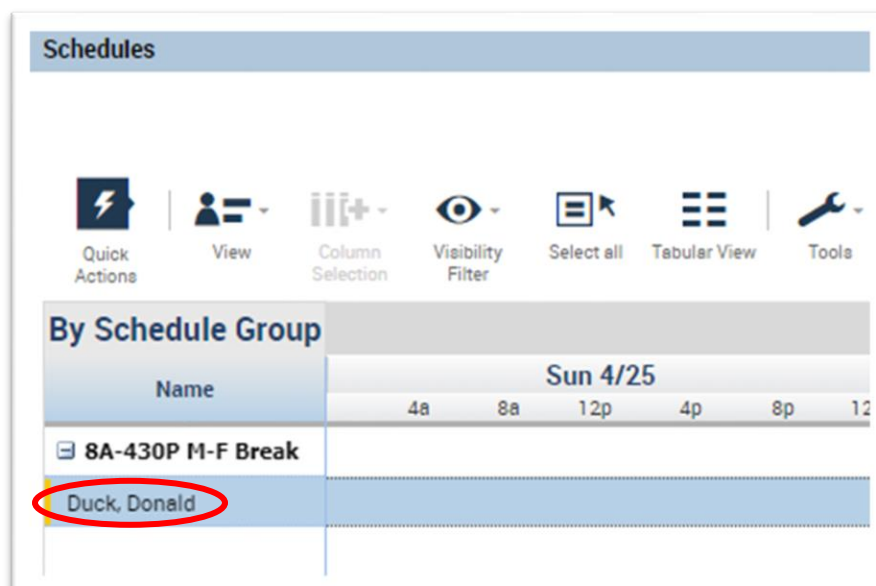 Schedules
Quick Actions
View
Column Selection
Visibility Filter
Select all
Tabular View
Tools
By Schedule Group
Name
Sun 4/25
4a 8a 12p 4p 8p 12
8A-430P M-F Break
Duck, Donald